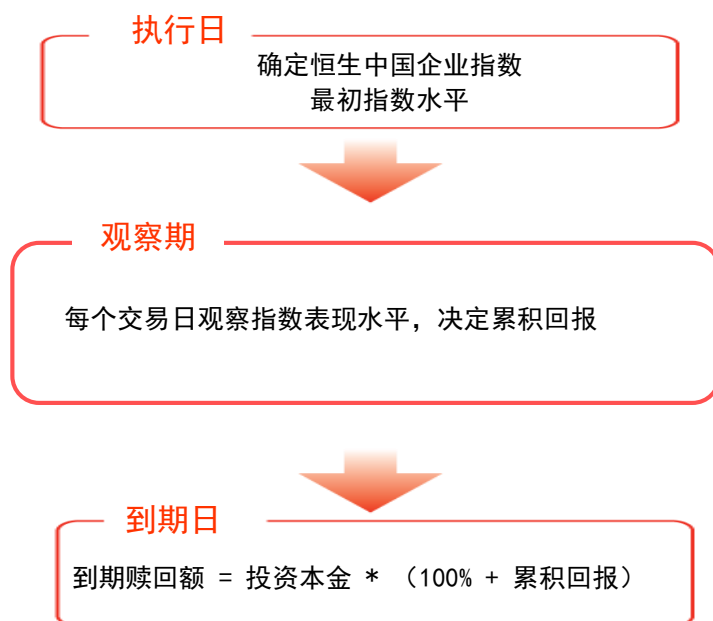 执行日
确定恒生中国企业指数
最初指数水平
观察期
每个交易日观察指数表现水平，决定累积回报
到期日
到期赎回额 = 投资本金 * （100% + 累积回报）